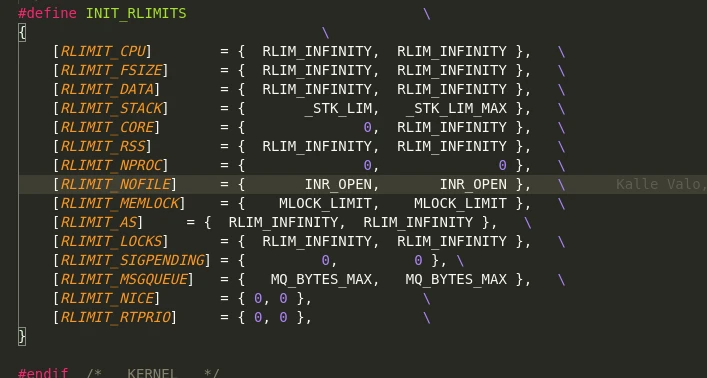 #define INIT_RLIMITS \
{ \
[RLIMIT_CPU] = { RLIM_INFINITY, RLIM_INFINITY }, \
[RLIMIT_FSIZE] = { RLIM_INFINITY, RLIM_INFINITY }, \
[RLIMIT_DATA] = { RLIM_INFINITY, RLIM_INFINITY }, \
[RLIMIT_STACK] = { _STK_LIM, _STK_LIM_MAX }, \
[RLIMIT_CORE] = { 0, RLIM_INFINITY }, \
[RLIMIT_RSS] = { RLIM_INFINITY, RLIM_INFINITY }, \
[RLIMIT_NPROC] = { 0, 0 }, \
[RLIMIT_NOFILE] = { INR_OPEN, INR_OPEN }, \ Kalle Valo,
[RLIMIT_MEMLOCK] = { MLOCK_LIMIT, MLOCK_LIMIT }, \
[RLIMIT_AS] = { RLIM_INFINITY, RLIM_INFINITY }, \
[RLIMIT_LOCKS] = { RLIM_INFINITY, RLIM_INFINITY }, \
[RLIMIT_SIGPENDING] = { 0, 0 }, \
[RLIMIT_MSGQUEUE] = { MQ_BYTES_MAX, MQ_BYTES_MAX }, \
[RLIMIT_NICE] = { 0, 0 }, \
[RLIMIT_RTPRIO] = { 0, 0 }, \
}
#endif /* __KERNEL__ */